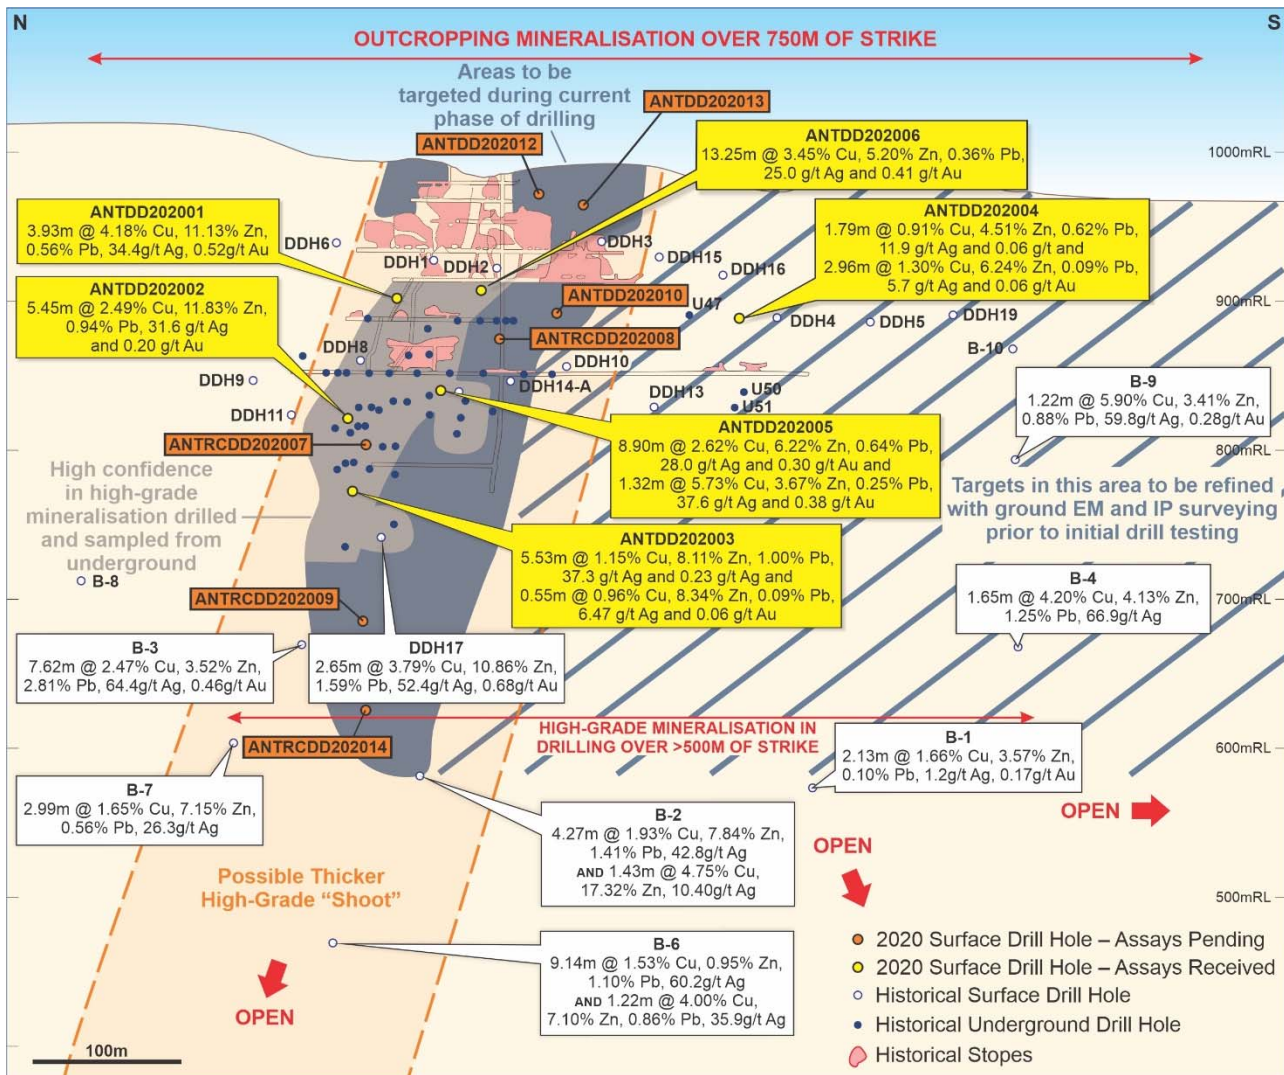 N
S
OUTCROPPING MINERALISATION OVER 750M OF STRIKE
Areas to be
targeted during current
phase of drilling
ANTDD202013
ANTDD202012
ANTDD202006
13.25m @ 3.45% Cu, 5.20% Zn, 0.36% Pb,
25.0 g/t Ag and 0.41 g/t Au
1000mRL
ANTDD202001
3.93m @ 4.18% Cu, 11.13% Zn,
0.56% Pb, 34.4g/t Ag, 0.52g/t Au
ANTDD202004
1.79m @ 0.91% Cu, 4.51% Zn, 0.62% Pb,
11.9 g/t Ag and 0.06 g/t and
2.96m @ 1.30% Cu, 6.24% Zn, 0.09% Pb,
5.7 g/t Ag and 0.06 g/t Au
DDH6
DDH1
DDH2
DDH3
DDH15
DDH16
ANTDD202002
5.45m @ 2.49% Cu, 11.83% Zn,
0.94% Pb, 31.6 g/t Ag
and 0.20 g/t Au
ANTDD202010
U47
900mRL
DDH4
DDH5
DDH19
ANTRCDD202008
B-10
DDH8
DDH10
DDH9
DDH14-A
DDH13
U50
U51
DDH11
B-9
1.22m @ 5.90% Cu, 3.41% Zn,
0.88% Pb, 59.8g/t Ag, 0.28g/t Au
ANTRCDD202007
ANTDD202005
8.90m @ 2.62% Cu, 6.22% Zn, 0.64% Pb,
28.0 g/t Ag and 0.30 g/t Au and
1.32m @ 5.73% Cu, 3.67% Zn, 0.25% Pb,
37.6 g/t Ag and 0.38 g/t Au
800mRL
High confidence
in high-grade
mineralisation drilled
and sampled from
underground
Targets in this area to be refined
with ground EM and IP surveying
prior to initial drill testing
ANTDD202003
5.53m @ 1.15% Cu, 8.11% Zn, 1.00% Pb,
37.3 g/t Ag and 0.23 g/t Ag and
0.55m @ 0.96% Cu, 8.34% Zn, 0.09% Pb,
6.47 g/t Ag and 0.06 g/t Au
B-8
ANTRCDD202009
B-4
1.65m @ 4.20% Cu, 4.13% Zn,
1.25% Pb, 66.9g/t Ag
700mRL
B-3
7.62m @ 2.47% Cu, 3.52% Zn,
2.81% Pb, 64.4g/t Ag, 0.46g/t Au
DDH17
2.65m @ 3.79% Cu, 10.86% Zn,
1.59% Pb, 52.4g/t Ag, 0.68g/t Au
ANTRCDD202014
HIGH-GRADE MINERALISATION IN
DRILLING OVER >500M OF STRIKE
B-1
2.13m @ 1.66% Cu, 3.57% Zn,
0.10% Pb, 1.2g/t Ag, 0.17g/t Au
600mRL
B-7
2.99m @ 1.65% Cu, 7.15% Zn,
0.56% Pb, 26.3g/t Ag
B-2
4.27m @ 1.93% Cu, 7.84% Zn,
1.41% Pb, 42.8g/t Ag
AND 1.43m @ 4.75% Cu,
17.32% Zn, 10.40g/t Ag
OPEN
OPEN
Possible Thicker
High-Grade “Shoot”
500mRL
B-6
9.14m @ 1.53% Cu, 0.95% Zn,
1.10% Pb, 60.2g/t Ag
AND 1.22m @ 4.00% Cu,
7.10% Zn, 0.86% Pb, 35.9g/t Ag
OPEN
2020 Surface Drill Hole – Assays Pending
2020 Surface Drill Hole – Assays Received
Historical Surface Drill Hole
Historical Underground Drill Hole
Historical Stopes
100m